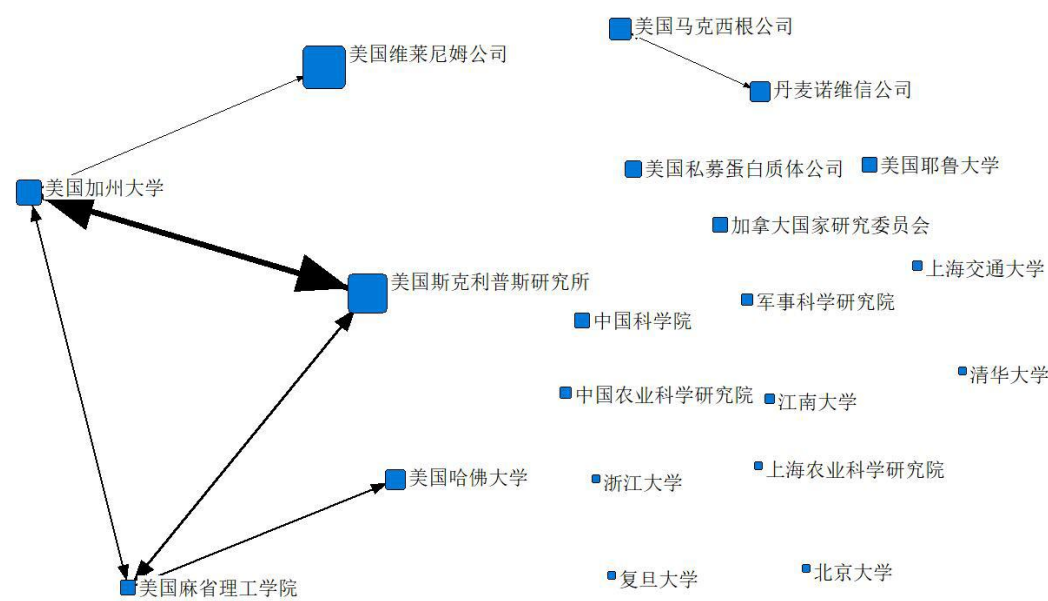 美国马克西根公司
美国维莱尼姆公司
丹麦诺维信公司
美国私募蛋白质体公司
美国耶鲁大学
美国加州大学
加拿大国家研究委员会
上海交通大学
美国斯克利普斯研究所
军事科学研究院
中国科学院
清华大学
中国农业科学研究院
江南大学
上海农业科学研究院
美国哈佛大学
浙江大学
北京大学
复旦大学
美国麻省理工学院